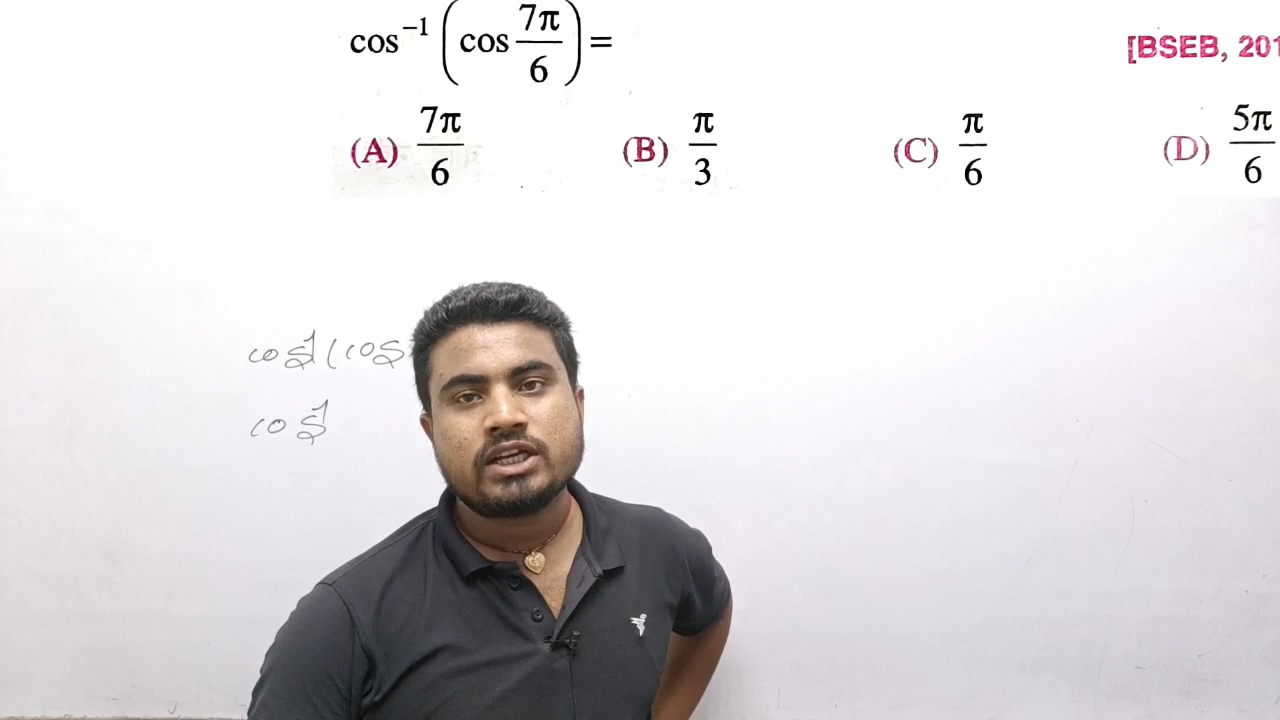 cos⁻¹ (cos 7π/6) =
[BSEB, 201
(A) 7π/6 (B) π/3 (C) π/6 (D) 5π/6
cos⁻¹(cos
cos⁻¹